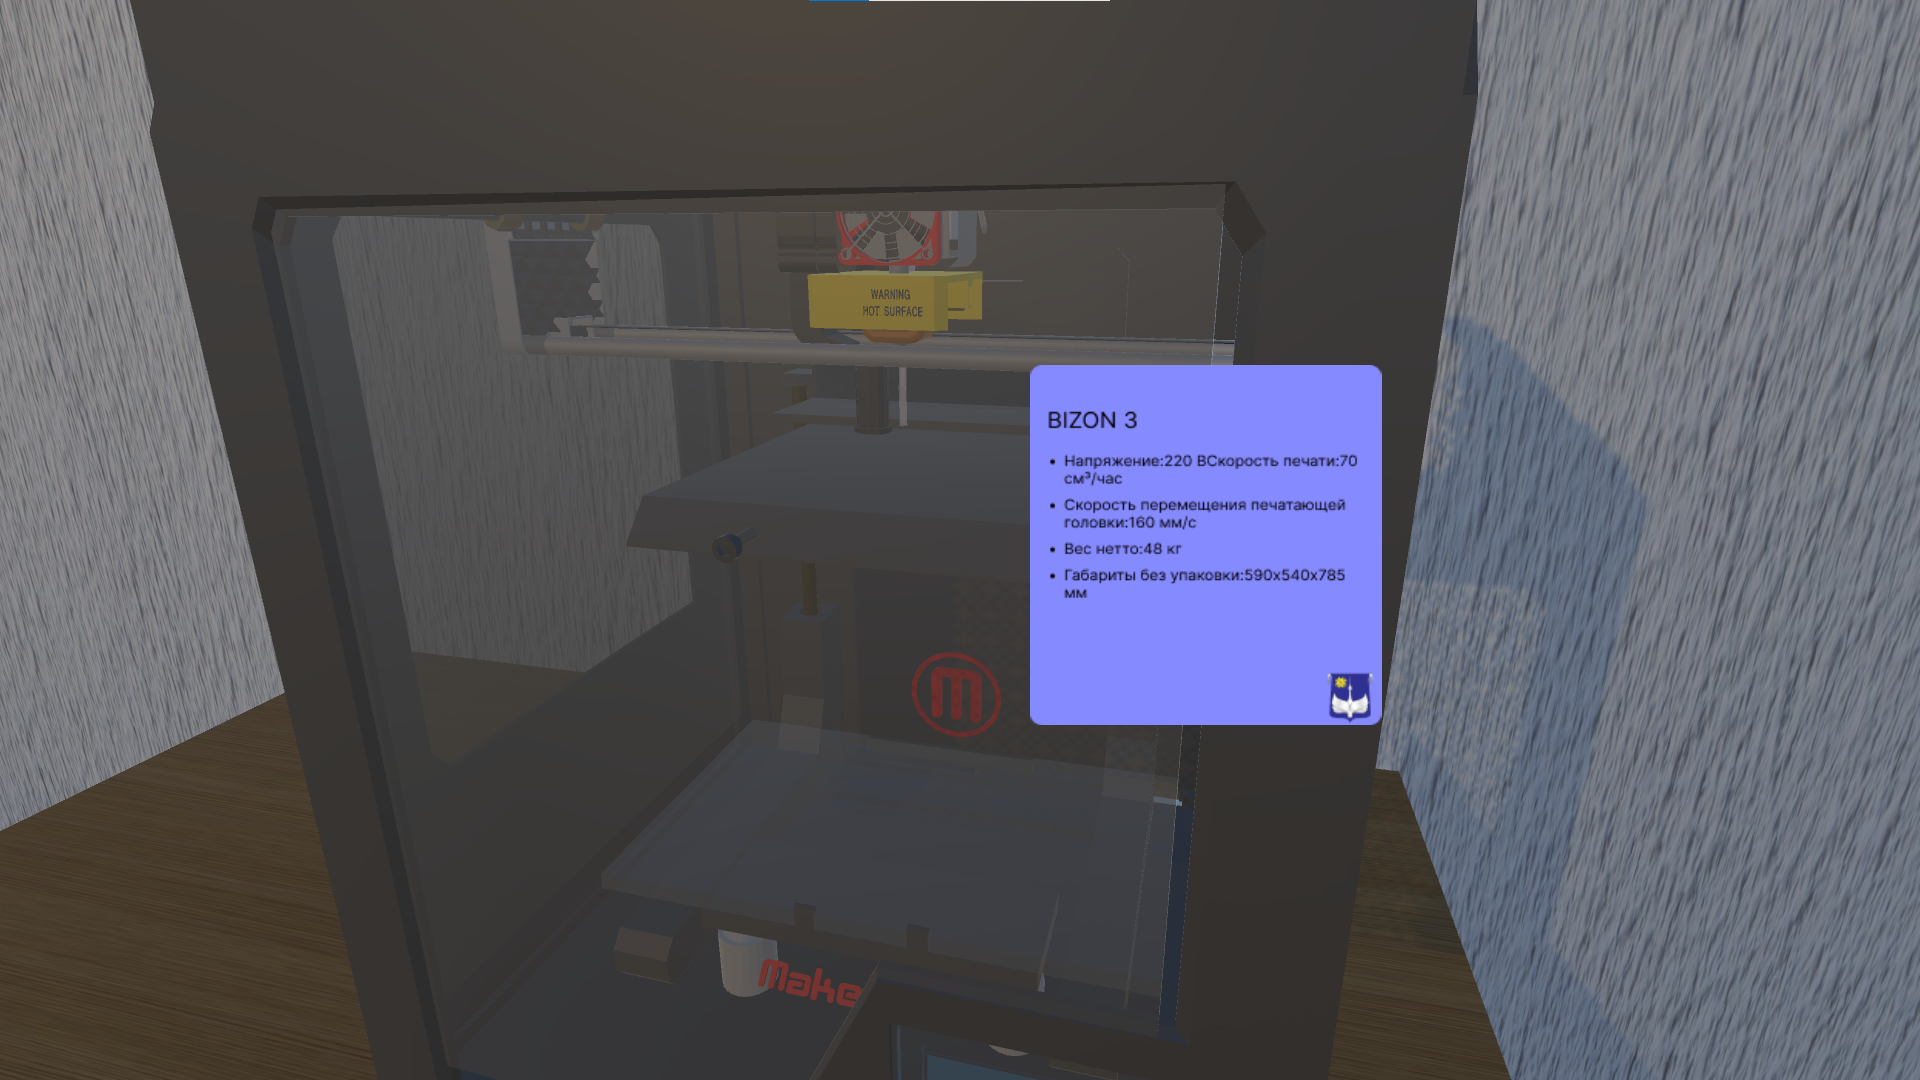 WARNING
HOT SURFACE
BIZON 3
• Напряжение:220 ВСкорость печати:70
см³/час
• Скорость перемещения печатающей
головки:160 мм/с
• Вес нетто:48 кг
• Габариты без упаковки:590x540x785
мм
m
Make